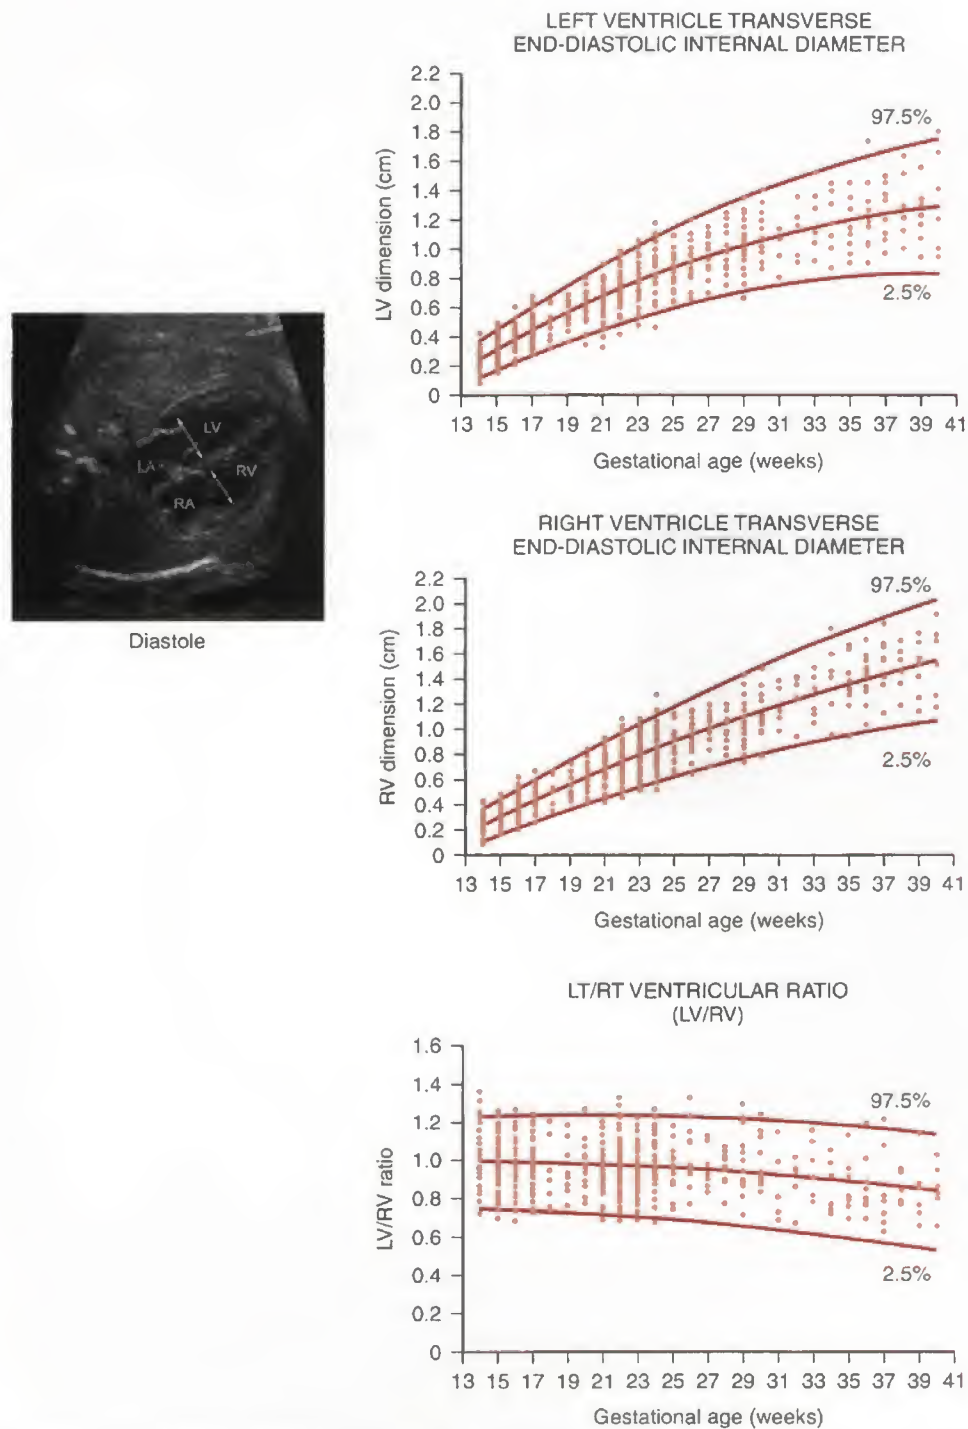 LEFT VENTRICLE TRANSVERSE
END-DIASTOLIC INTERNAL DIAMETER
2.2
2.0
1.8
1.6
1.4
1.2
1.0
0.8
0.6
0.4
0.2
0
LV dimension (cm)
97.5%
2.5%
13 15 17 19 21 23 25 27 29 31 33 35 37 39 41
Gestational age (weeks)
LV
LA
RV
RA
Diastole
RIGHT VENTRICLE TRANSVERSE
END-DIASTOLIC INTERNAL DIAMETER
2.2
2.0
1.8
1.6
1.4
1.2
1.0
0.8
0.6
0.4
0.2
0
RV dimension (cm)
97.5%
2.5%
13 15 17 19 21 23 25 27 29 31 33 35 37 39 41
Gestational age (weeks)
LT/RT VENTRICULAR RATIO
(LV/RV)
1.6
1.4
1.2
1.0
0.8
0.6
0.4
0.2
0
LV/RV ratio
97.5%
2.5%
13 15 17 19 21 23 25 27 29 31 33 35 37 39 41
Gestational age (weeks)